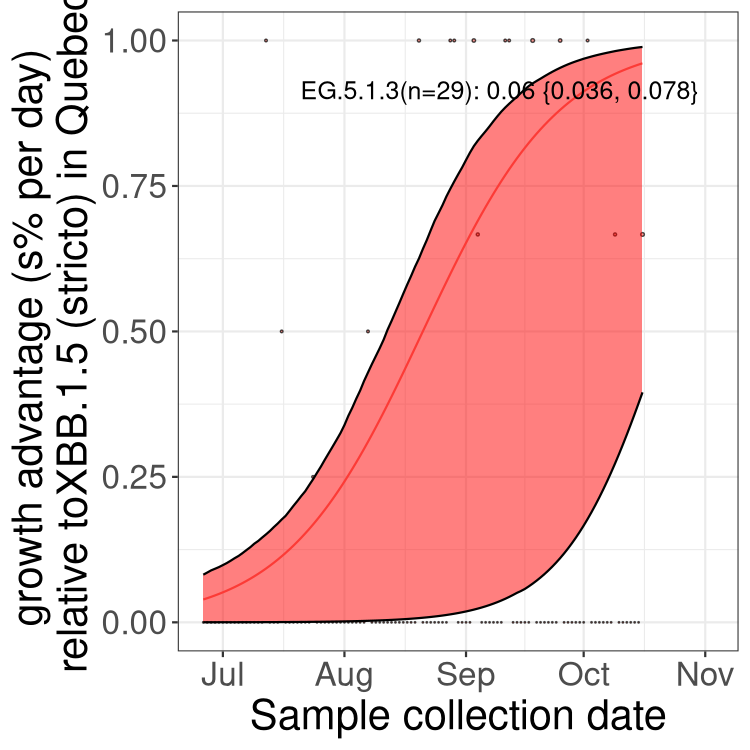 growth advantage (s% per day)
relative toXBB.1.5 (stricto) in Quebec
1.00
0.75
0.50
0.25
0.00
EG.5.1.3(n=29): 0.06 {0.036, 0.078}
Jul Aug Sep Oct Nov
Sample collection date